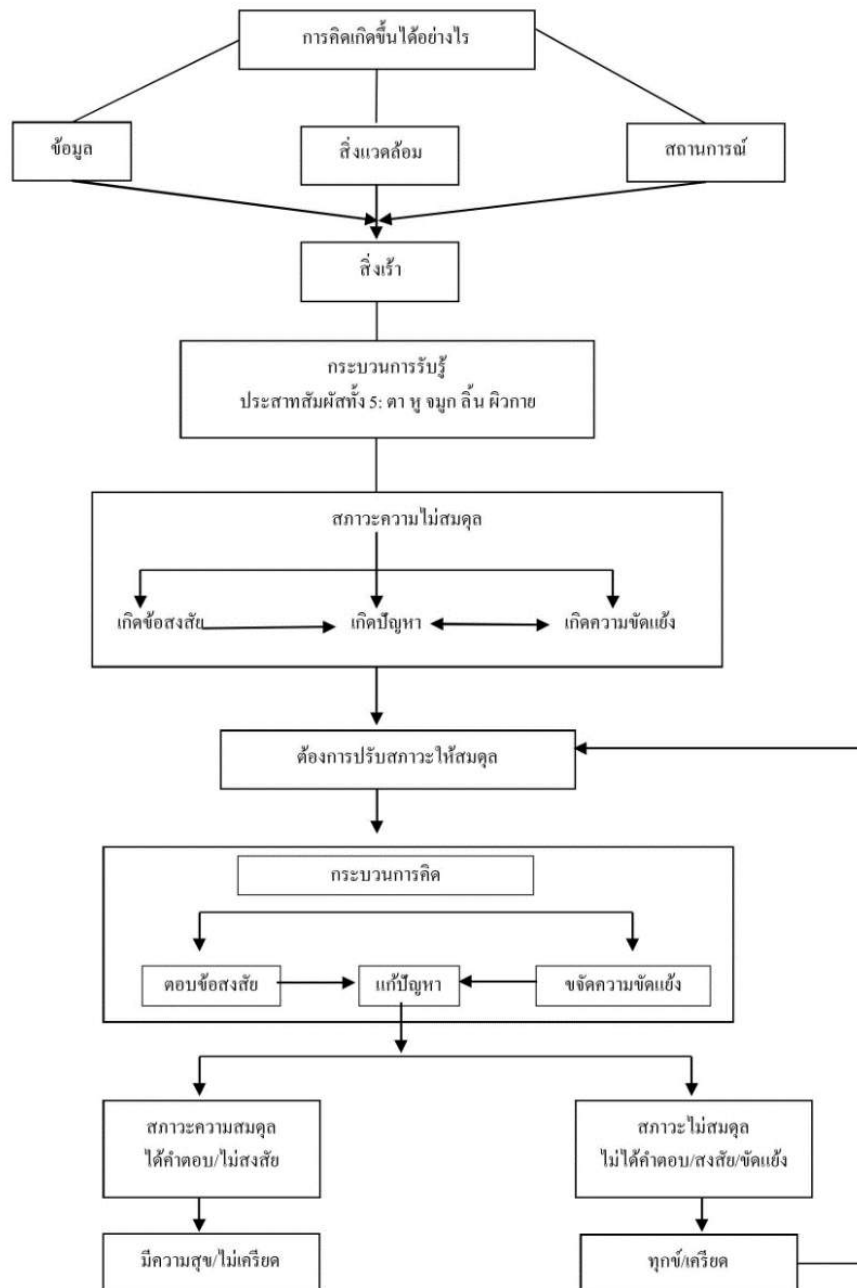 การคิดเกิดขึ้นได้อย่างไร
ข้อมูล
สิ่งแวดล้อม
สถานการณ์
สิ่งเร้า
กระบวนการรับรู้
ประสาทสัมผัสทั้ง 5: ตา หู จมูก ลิ้น ผิวกาย
สภาวะความไม่สมดุล
เกิดข้อสงสัย
เกิดปัญหา
เกิดความขัดแย้ง
ต้องการปรับสภาวะให้สมดุล
กระบวนการคิด
ตอบข้อสงสัย
แก้ปัญหา
ขจัดความขัดแย้ง
สภาวะความสมดุล
ได้คำตอบ/ไม่สงสัย
สภาวะไม่สมดุล
ไม่ได้คำตอบ/สงสัย/ขัดแย้ง
มีความสุข/ไม่เครียด
ทุกข์/เครียด